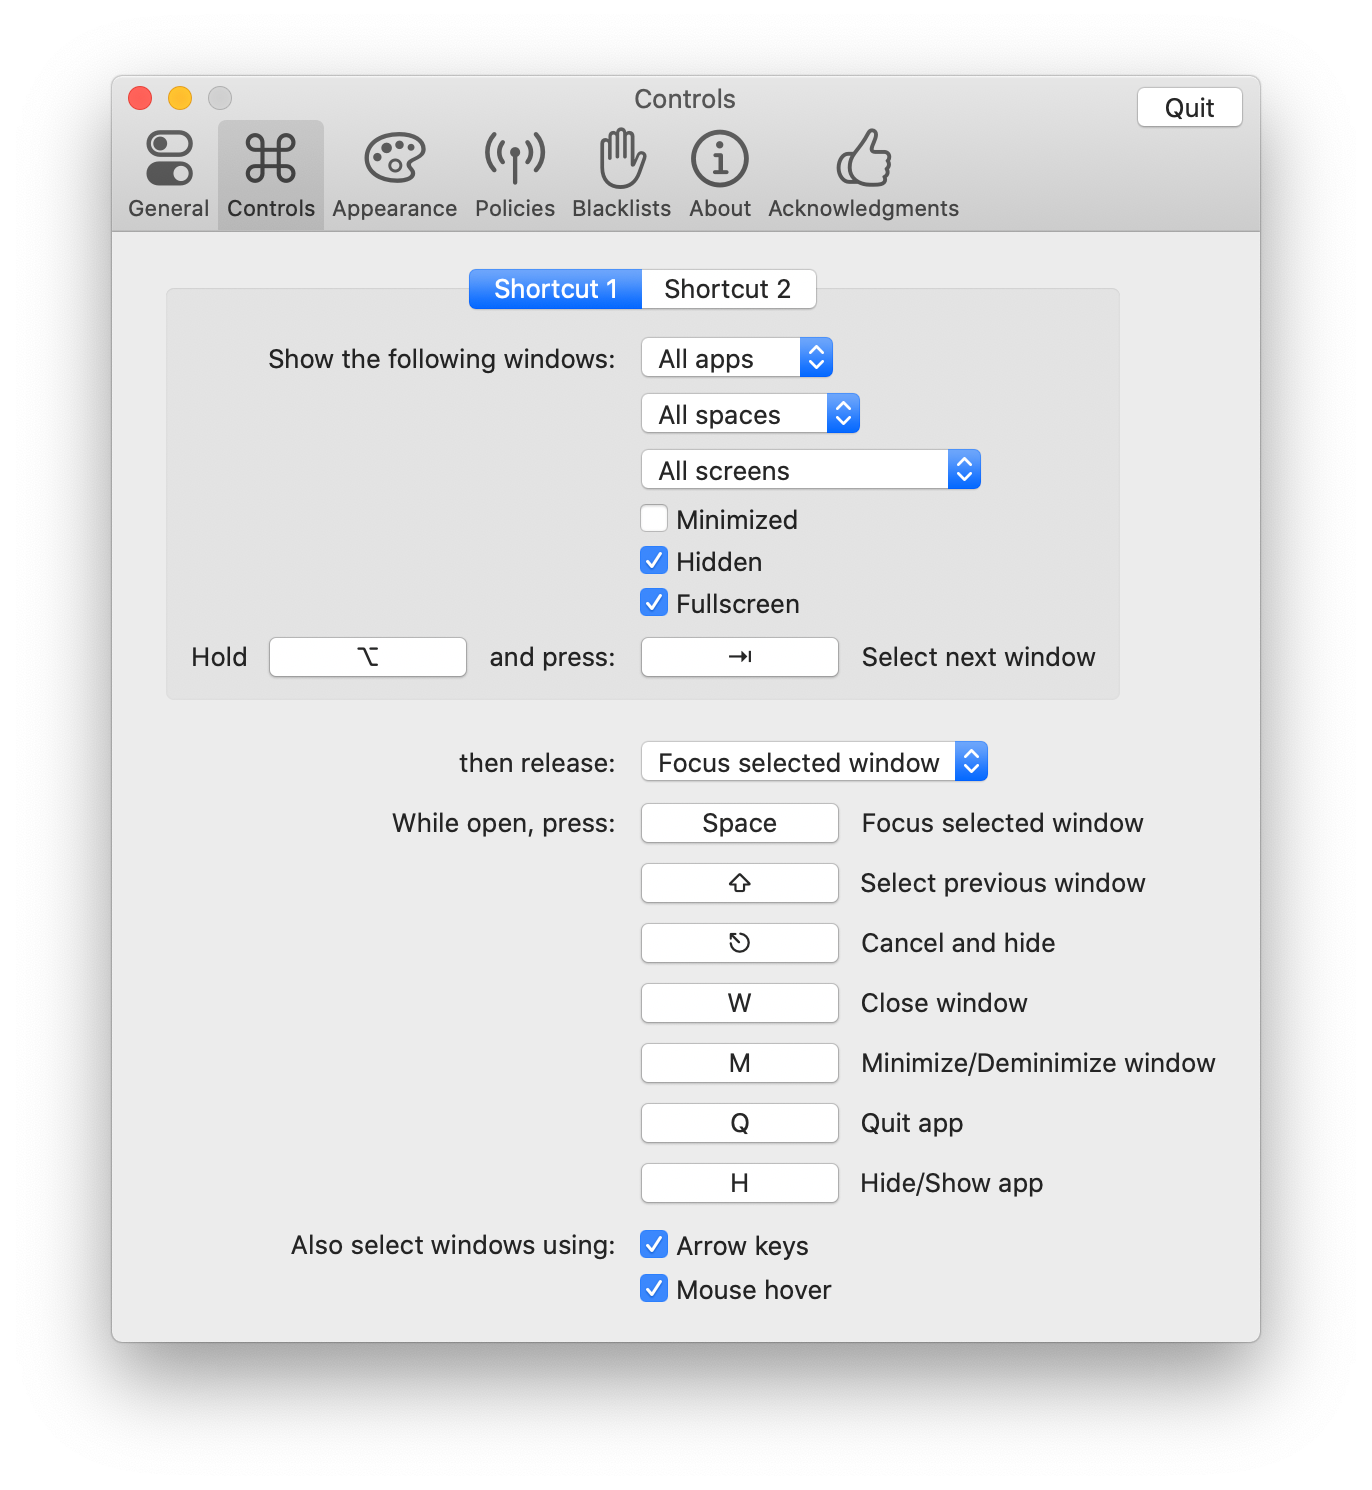 Controls
Quit
General Controls Appearance Policies Blacklists About Acknowledgments
Shortcut 1 Shortcut 2
Show the following windows: All apps
All spaces
All screens
Minimized
Hidden
Fullscreen
Hold ⌥ and press: ⇥ Select next window
then release: Focus selected window
While open, press: Space Focus selected window
⇧ Select previous window
⎋ Cancel and hide
W Close window
M Minimize/Deminimize window
Q Quit app
H Hide/Show app
Also select windows using: Arrow keys
Mouse hover